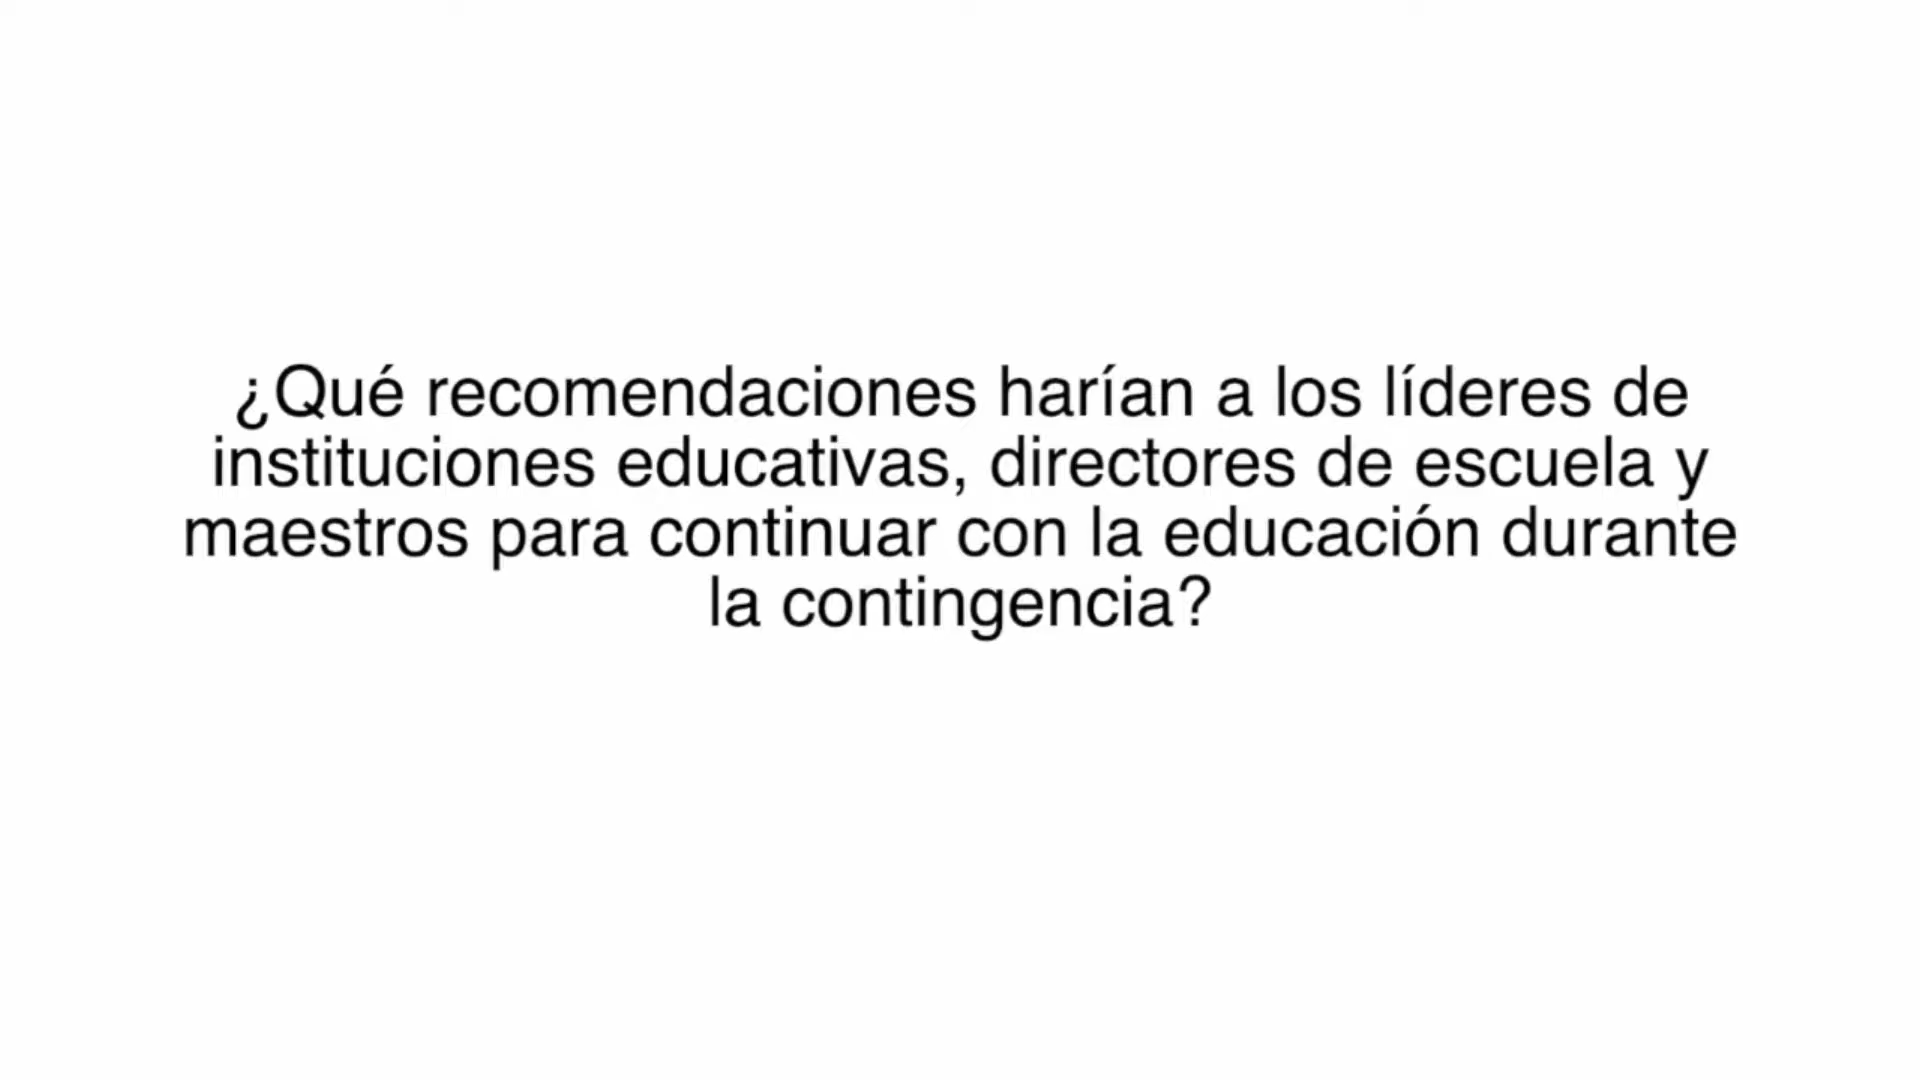 ¿Qué recomendaciones harían a los líderes de
instituciones educativas, directores de escuela y
maestros para continuar con la educación durante
la contingencia?